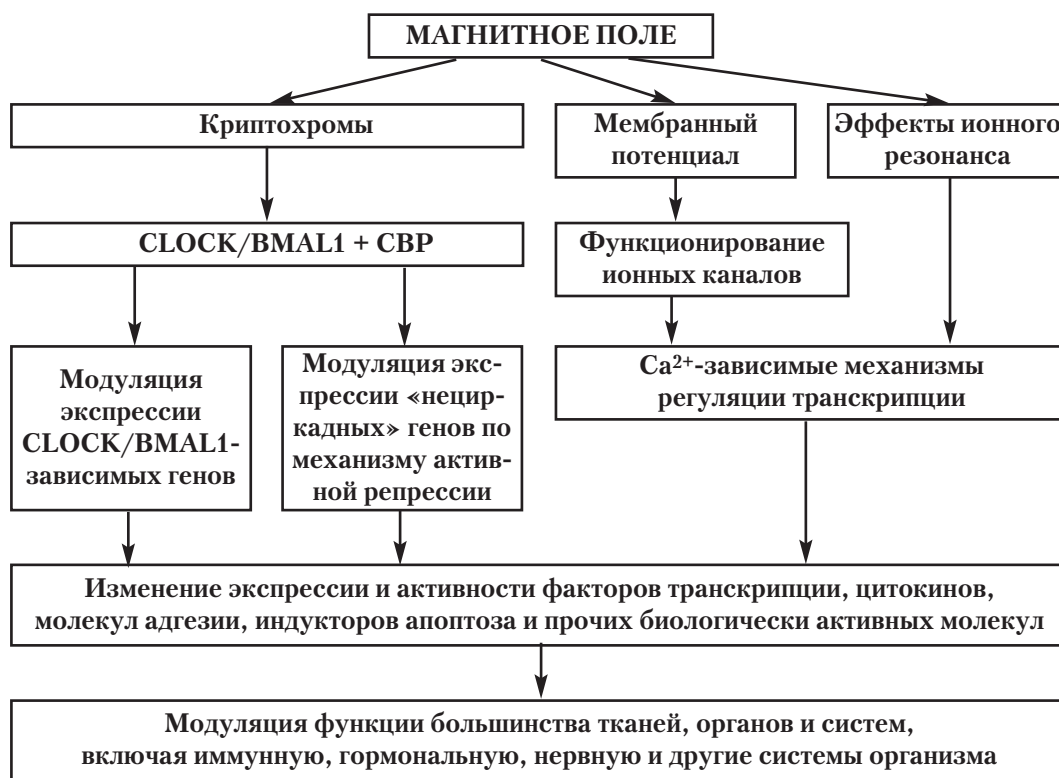 МАГНИТНОЕ ПОЛЕ
Криптохромы
Мембранный
потенциал
Эффекты ионного
резонанса
CLOCK/BMAL1 + CBP
Функционирование
ионных каналов
Модуляция
экспрессии
CLOCK/BMAL1-
зависимых генов
Модуляция экс-
прессии «нецир-
кадных» генов по
механизму актив-
ной репрессии
Ca²⁺-зависимые механизмы
регуляции транскрипции
Изменение экспрессии и активности факторов транскрипции, цитокинов,
молекул адгезии, индукторов апоптоза и прочих биологически активных молекул
Модуляция функции большинства тканей, органов и систем,
включая иммунную, гормональную, нервную и другие системы организма